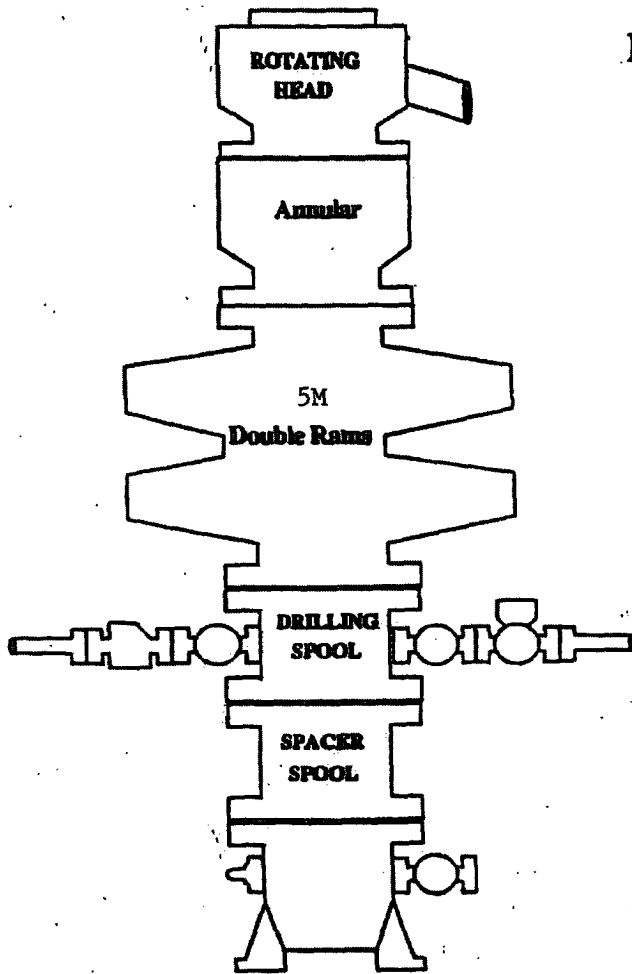 ROTATING
HEAD
Annular
5M
Double Rams
DRILLING
SPOOL
SPACER
SPOOL